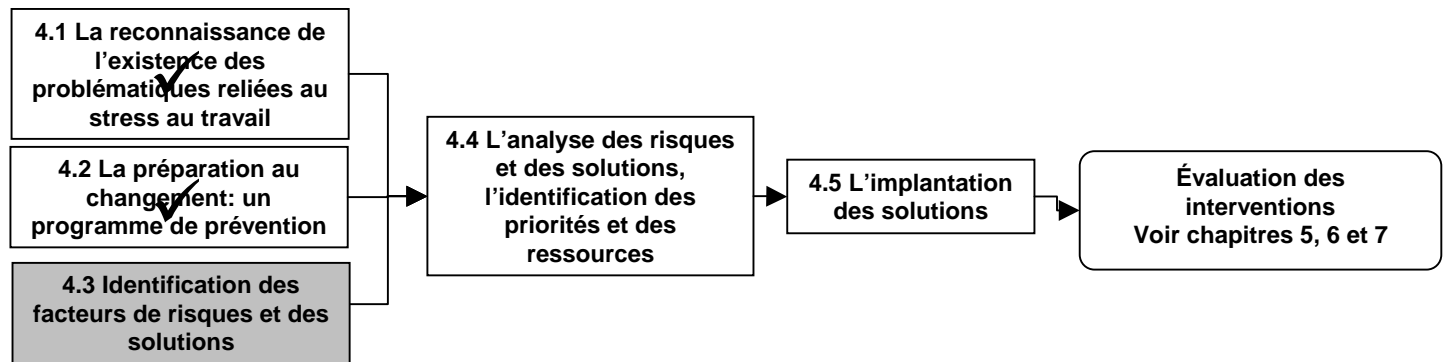 4.1 La reconnaissance de
l'existence des
problématiques reliées au
stress au travail
4.2 La préparation au
changement: un
programme de prévention
4.3 Identification des
facteurs de risques et des
solutions
4.4 L'analyse des risques
et des solutions,
l'identification des
priorités et des
ressources
4.5 L'implantation
des solutions
Évaluation des
interventions
Voir chapitres 5, 6 et 7